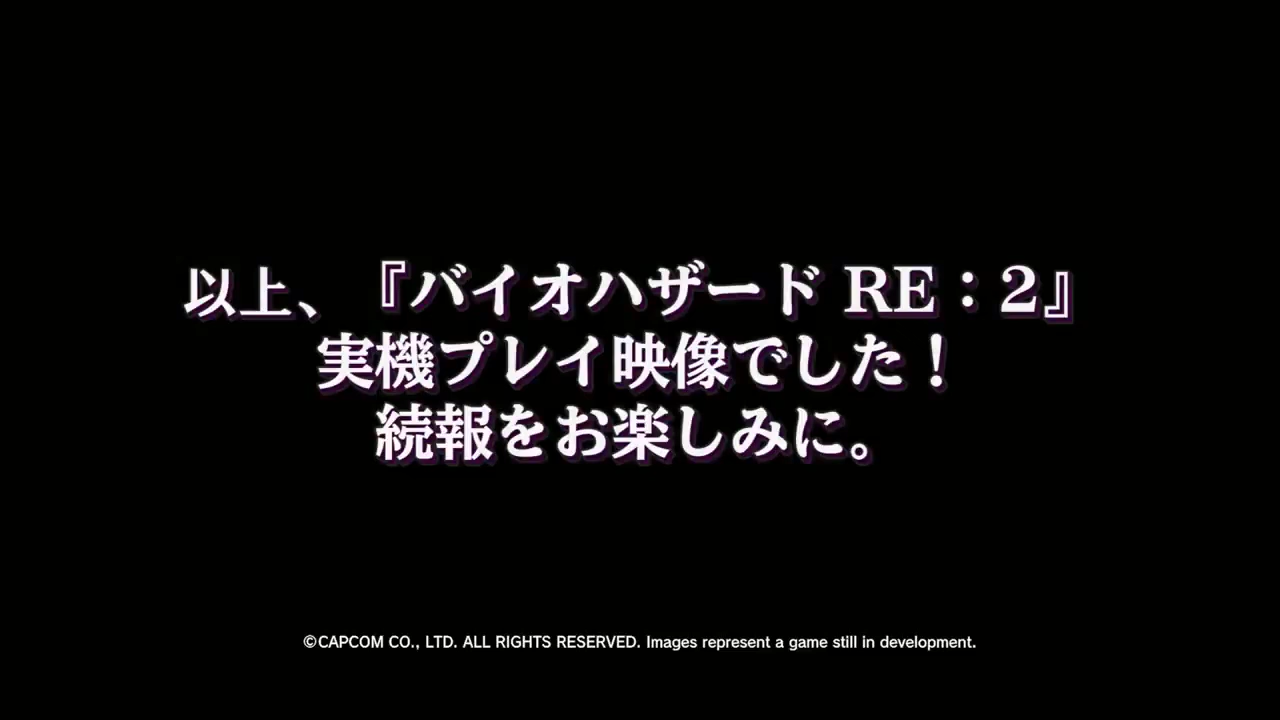 以上、『バイオハザード RE：2』
実機プレイ映像でした！
続報をお楽しみに。
©CAPCOM CO., LTD. ALL RIGHTS RESERVED. Images represent a game still in development.